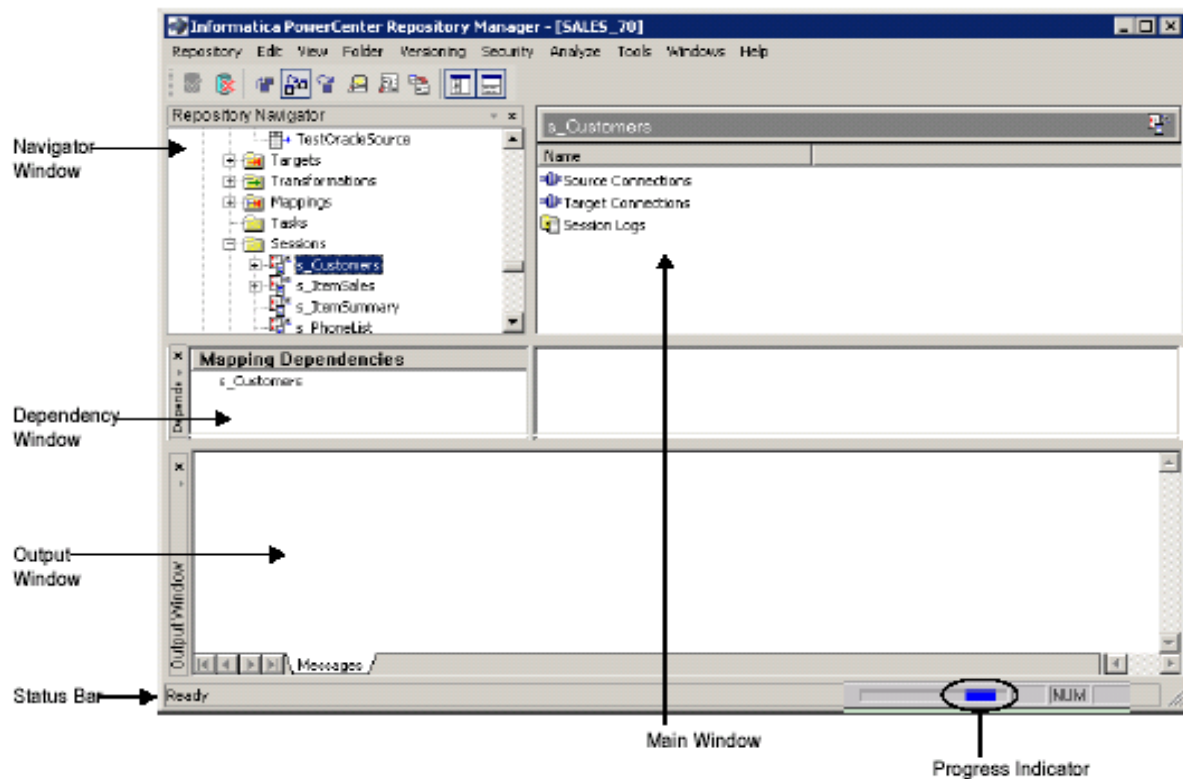 Informatica PowerCenter Repository Manager - [SALES_70]
Repository Edit View Folder Versioning Security Analyze Tools Windows Help
Repository Navigator
TestOracleSource
Targets
Transformations
Mappings
Tasks
Sessions
s_Customers
s_ItemSales
s_ItemSummary
s_PhoneList
s_Customers
Name
Source Connections
Target Connections
Session Logs
Navigator
Window
Mapping Dependencies
s_Customers
Depende
Dependency
Window
Output
Window
Output Window
Messages
Status Bar
Ready
NUM
Main Window
Progress Indicator